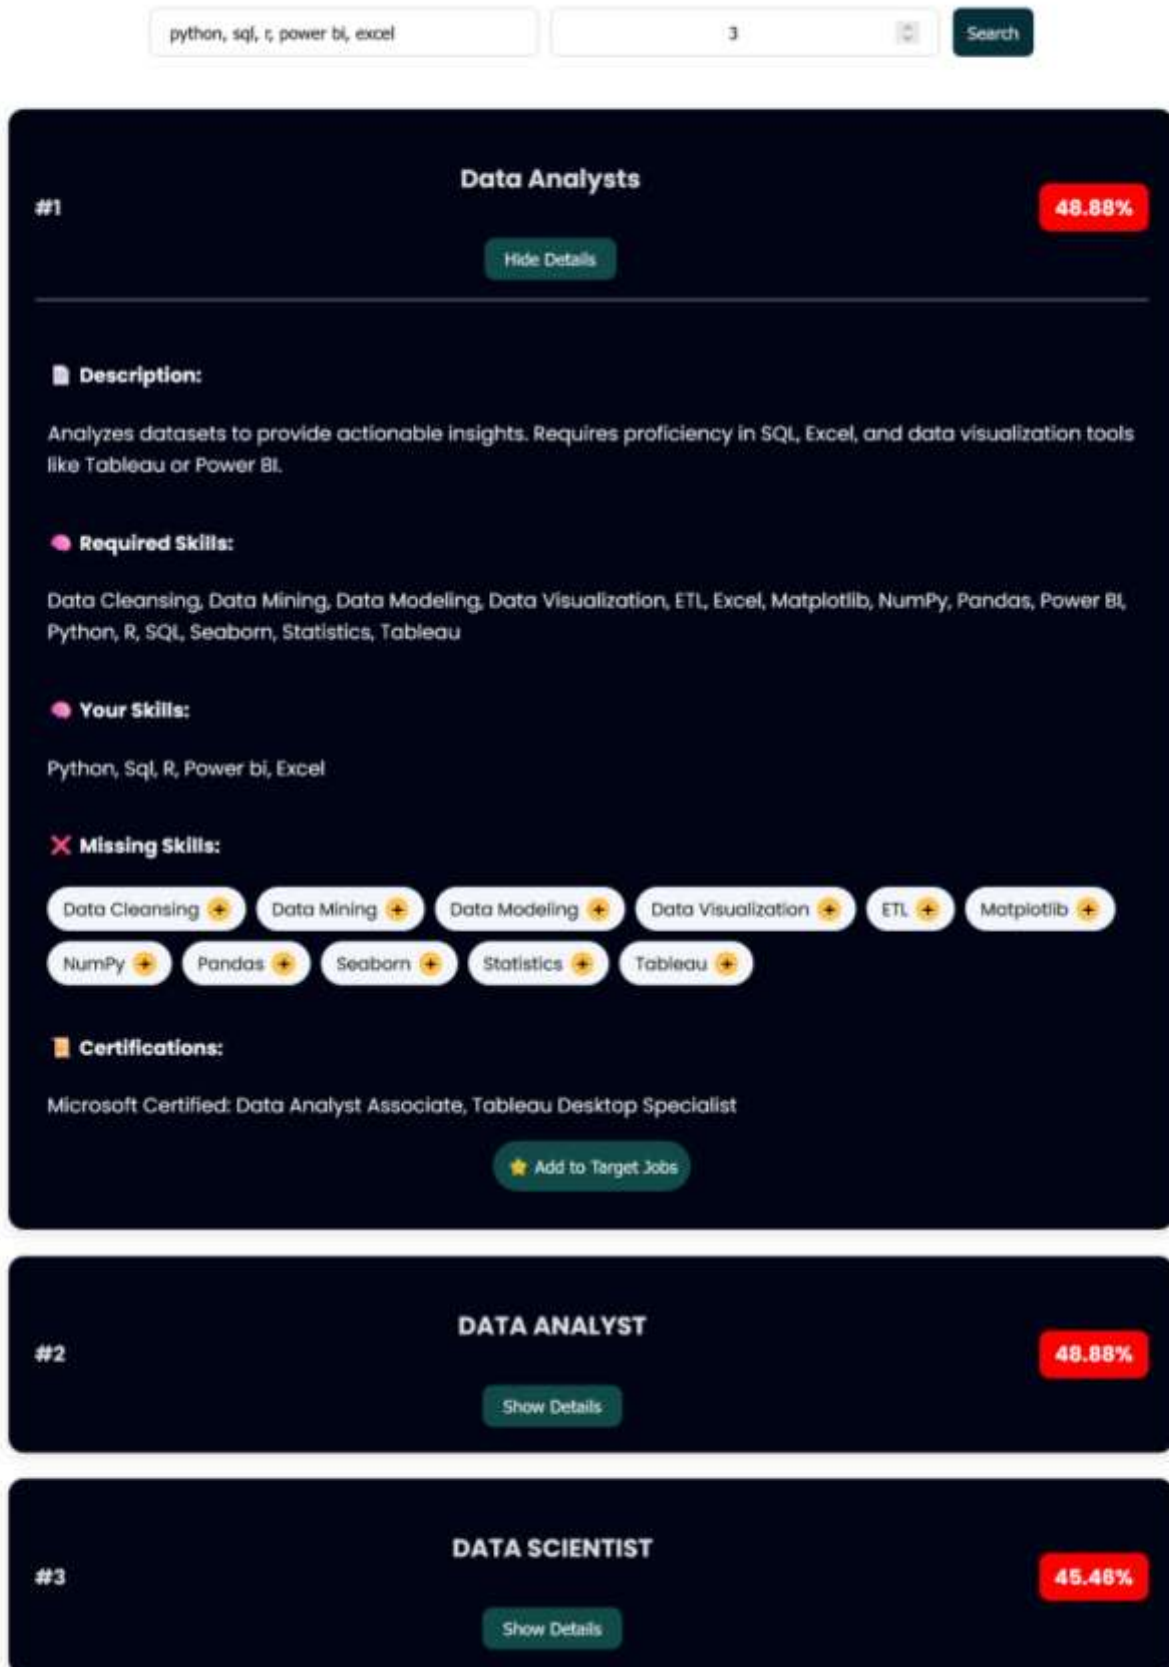 python, sql, r, power bi, excel
3
Search
Data Analysts
#1
48.88%
Hide Details
Description:
Analyzes datasets to provide actionable insights. Requires proficiency in SQL, Excel, and data visualization tools
like Tableau or Power BI.
Required Skills:
Data Cleansing, Data Mining, Data Modeling, Data Visualization, ETL, Excel, Matplotlib, NumPy, Pandas, Power BI,
Python, R, SQL, Seaborn, Statistics, Tableau
Your Skills:
Python, Sql, R, Power bi, Excel
Missing Skills:
Data Cleansing + Data Mining + Data Modeling + Data Visualization + ETL + Matplotlib +
NumPy + Pandas + Seaborn + Statistics + Tableau +
Certifications:
Microsoft Certified: Data Analyst Associate, Tableau Desktop Specialist
Add to Target Jobs
DATA ANALYST
#2
48.88%
Show Details
DATA SCIENTIST
#3
45.46%
Show Details